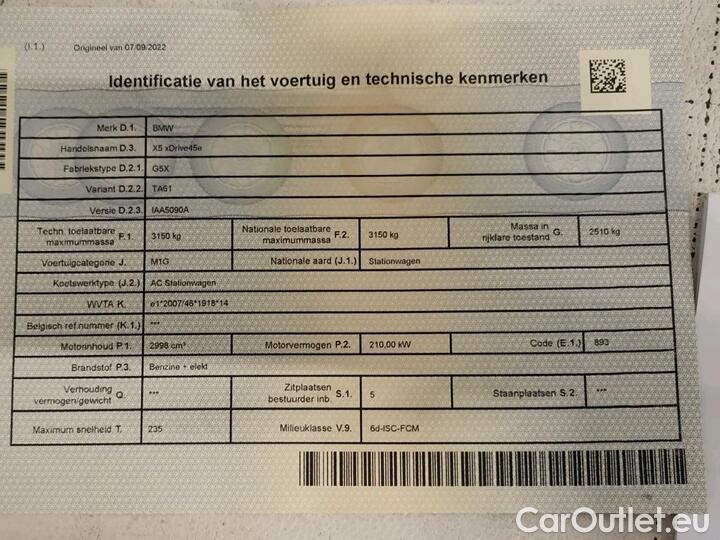 (I.1.) Origineel van 07/09/2022
Identificatie van het voertuig en technische kenmerken
Merk D.1. BMW
Handelsnaam D.3. X5 xDrive45e
Fabriekstype D.2.1. G5X
Variant D.2.2. TA61
Versie D.2.3. IAA5090A
Techn. toelaatbare maximummassa F.1. 3150 kg Nationale toelaatbare maximummassa F.2. 3150 kg Massa in rijklare toestand G. 2510 kg
Voertuigcategorie J. M1G Nationale aard (J.1.) Stationwagen
Koetswerktype (J.2.) AC Stationwagen
WVTA K. e1*2007/46*1918*14
Belgisch ref.nummer (K.1.) ***
Motorinhoud P.1. 2998 cm³ Motorvermogen P.2. 210,00 kW Code (E.1.) 893
Brandstof P.3. Benzine + elekt
Verhouding vermogen/gewicht Q. *** Zitplaatsen bestuurder inb. S.1. 5 Staanplaatsen S.2. ***
Maximum snelheid T. 235 Milieuklasse V.9. 6d-ISC-FCM
CarOutlet.eu